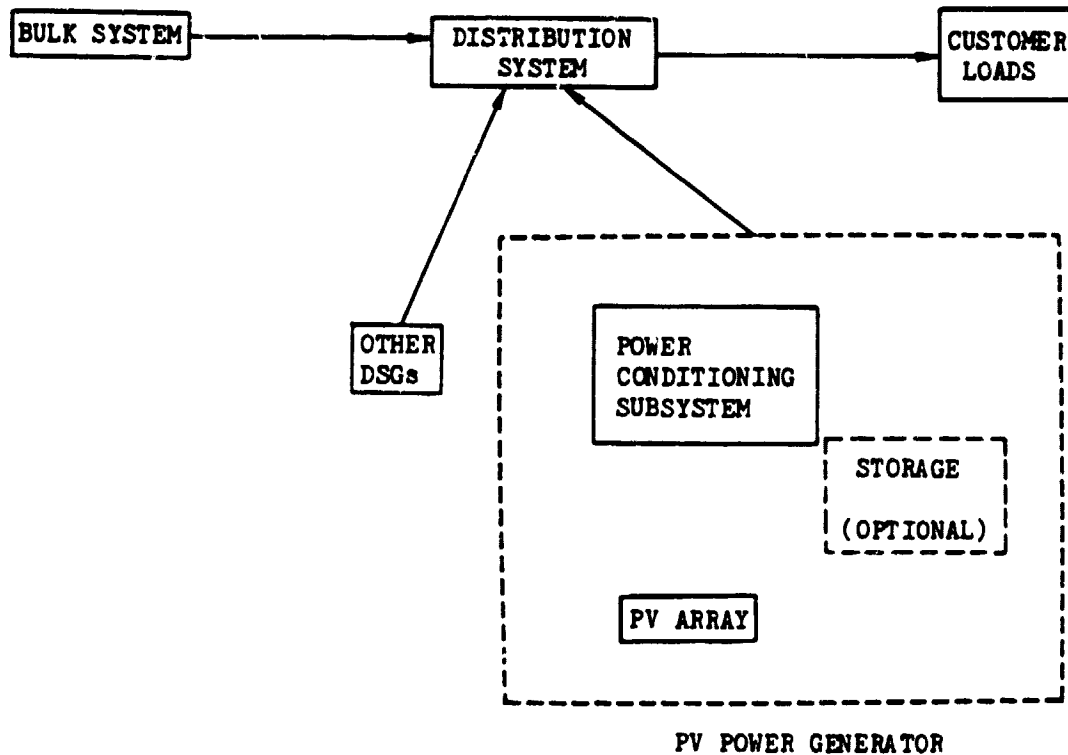 BULK SYSTEM
DISTRIBUTION
SYSTEM
CUSTOMER
LOADS
OTHER
DSGs
POWER
CONDITIONING
SUBSYSTEM
STORAGE
(OPTIONAL)
PV ARRAY
PV POWER GENERATOR